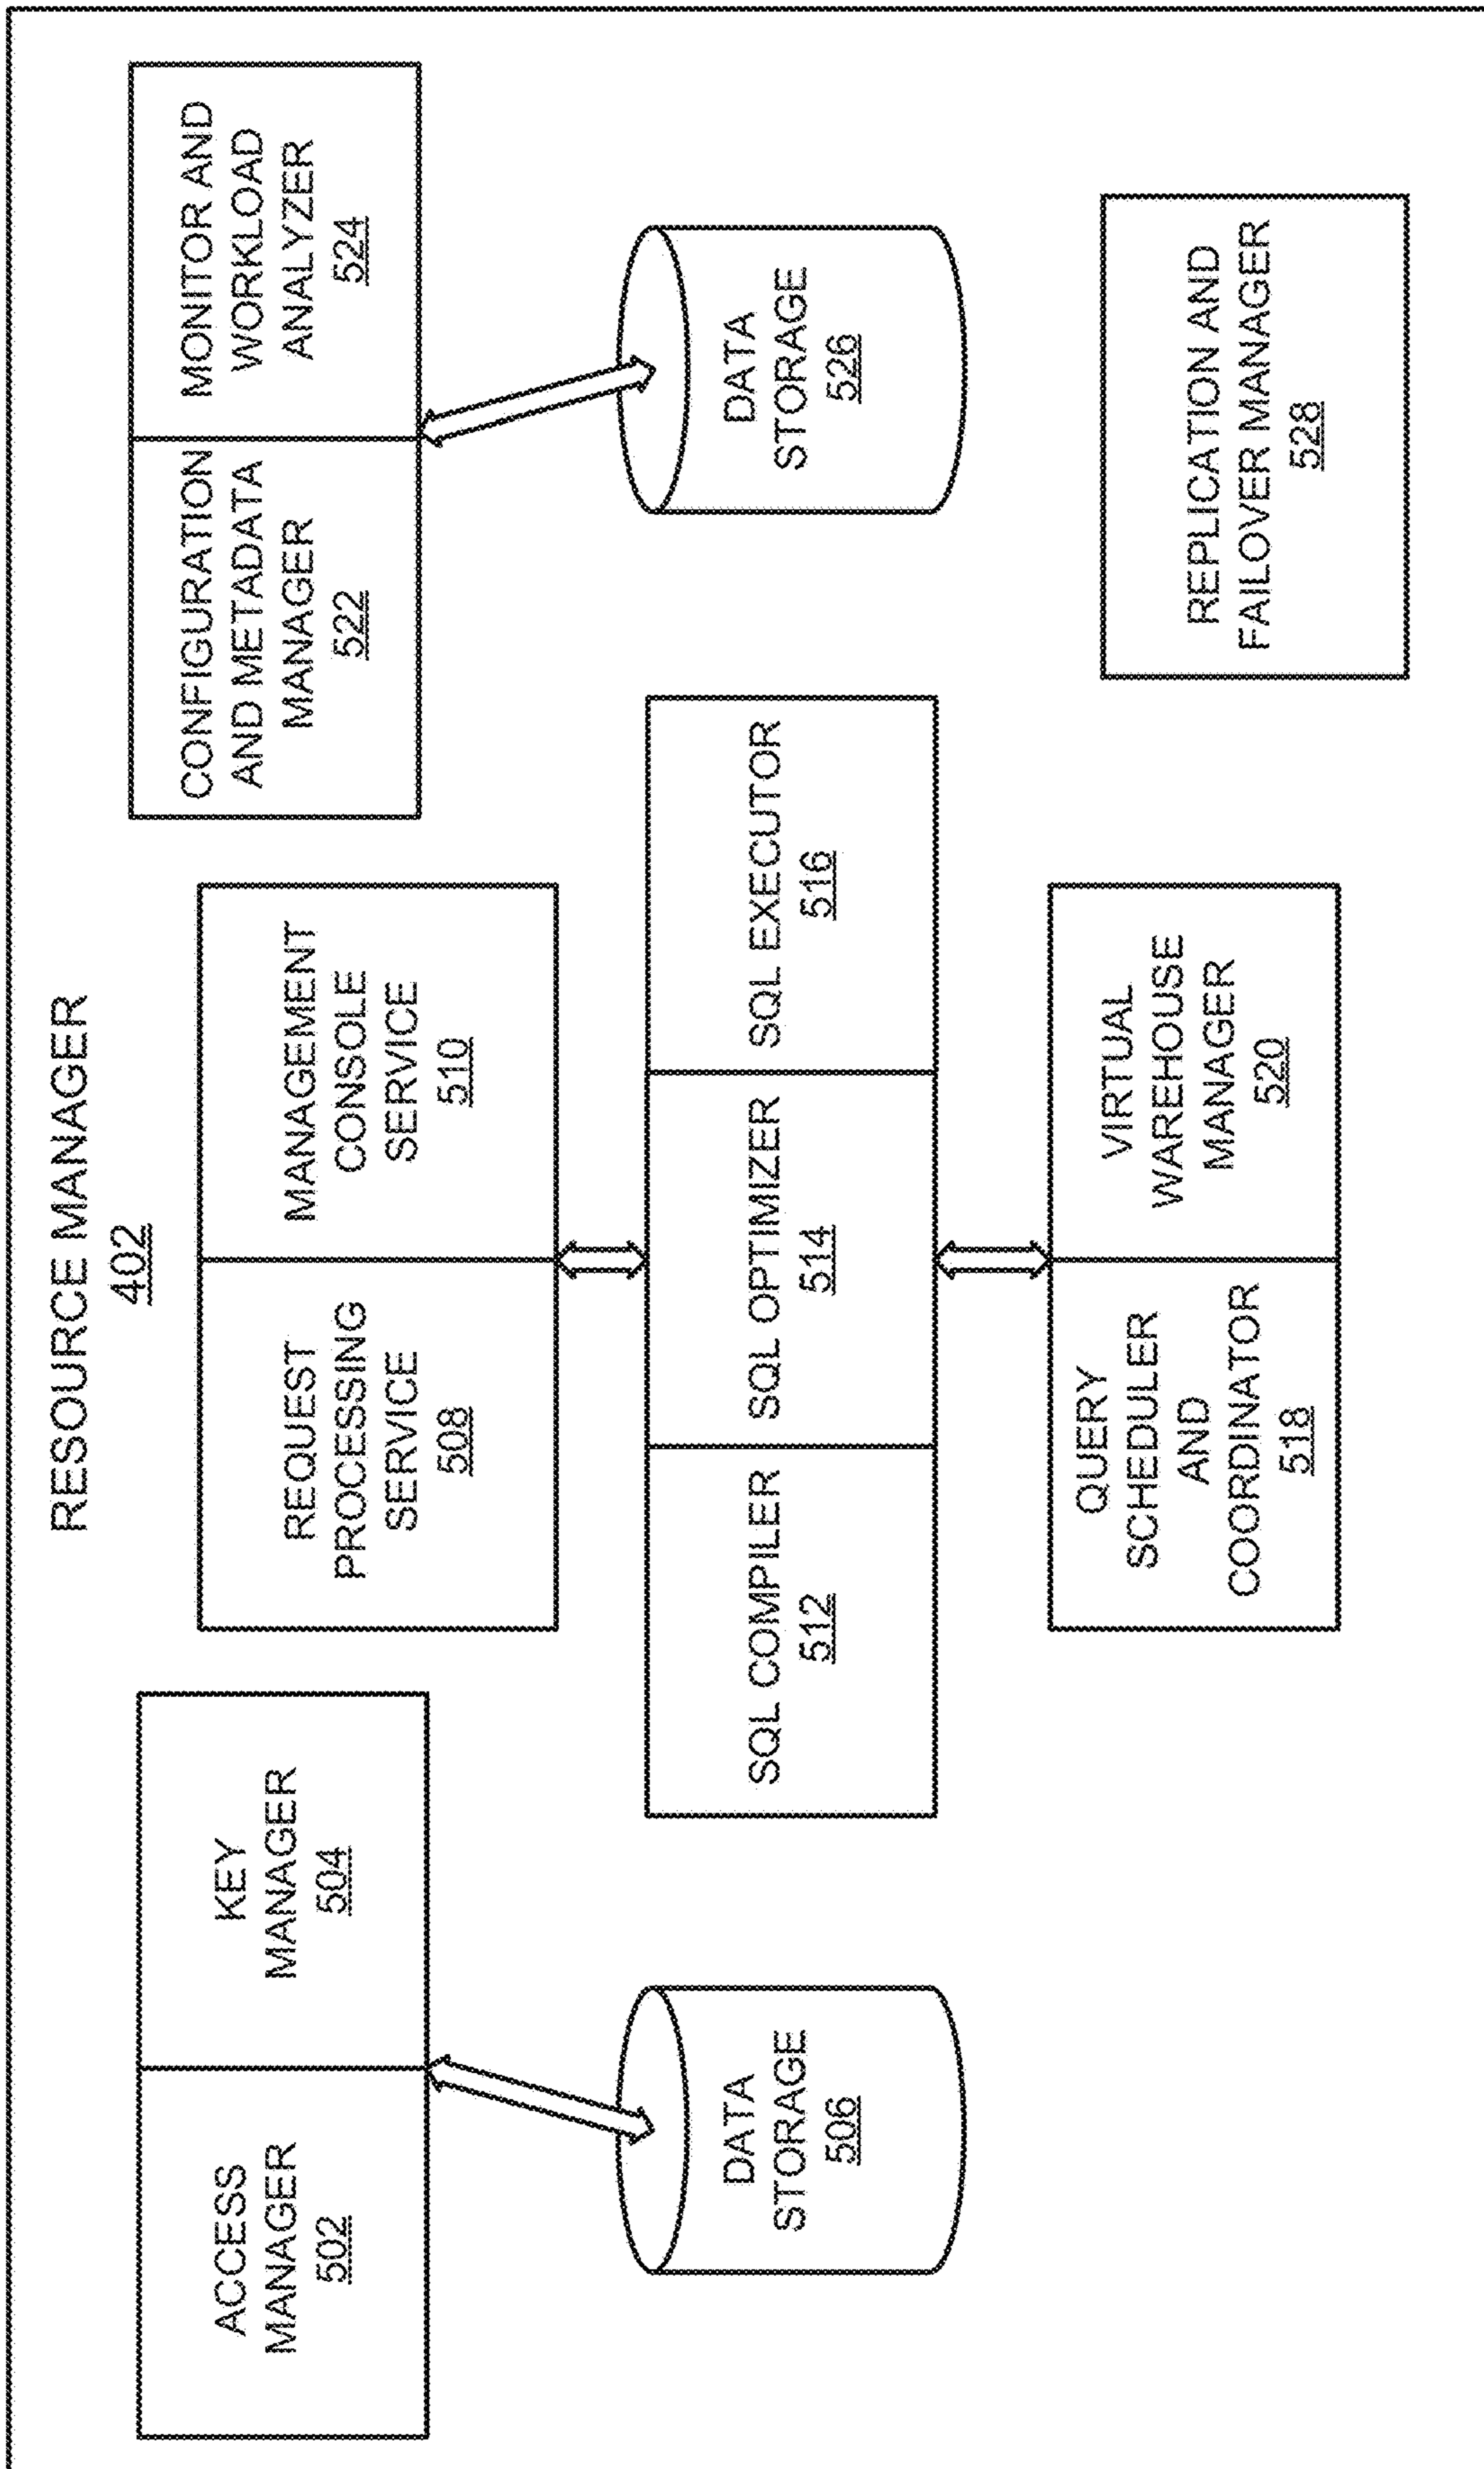 RESOURCE MANAGER
402
ACCESS
MANAGER
502
KEY
MANAGER
504
DATA
STORAGE
506
REQUEST
PROCESSING
SERVICE
508
MANAGEMENT
CONSOLE
SERVICE
510
SQL COMPILER
512
SQL OPTIMIZER
514
SQL EXECUTOR
516
QUERY
SCHEDULER
AND
COORDINATOR
518
VIRTUAL
WAREHOUSE
MANAGER
520
CONFIGURATION
AND METADATA
MANAGER
522
MONITOR AND
WORKLOAD
ANALYZER
524
DATA
STORAGE
526
REPLICATION AND
FAILOVER MANAGER
528